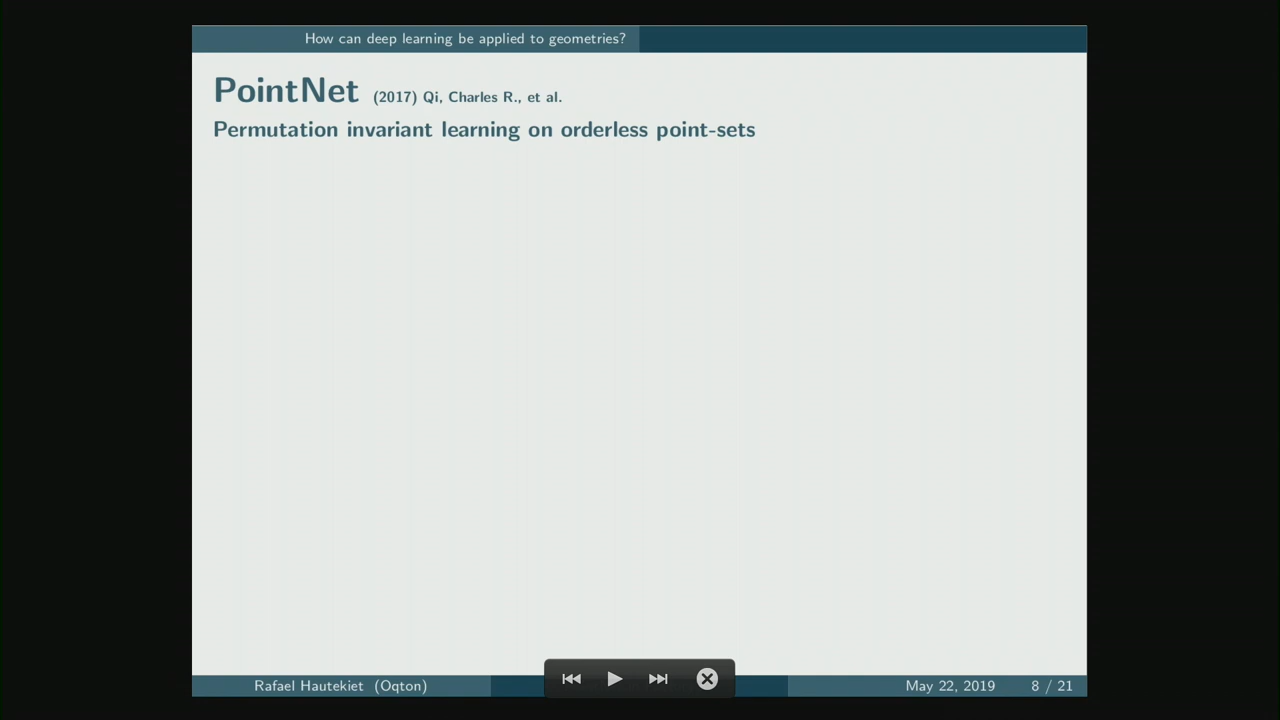 How can deep learning be applied to geometries?
PointNet (2017) Qi, Charles R., et al.
Permutation invariant learning on orderless point-sets
Rafael Hautekiet (Oqton)
May 22, 2019 8 / 21